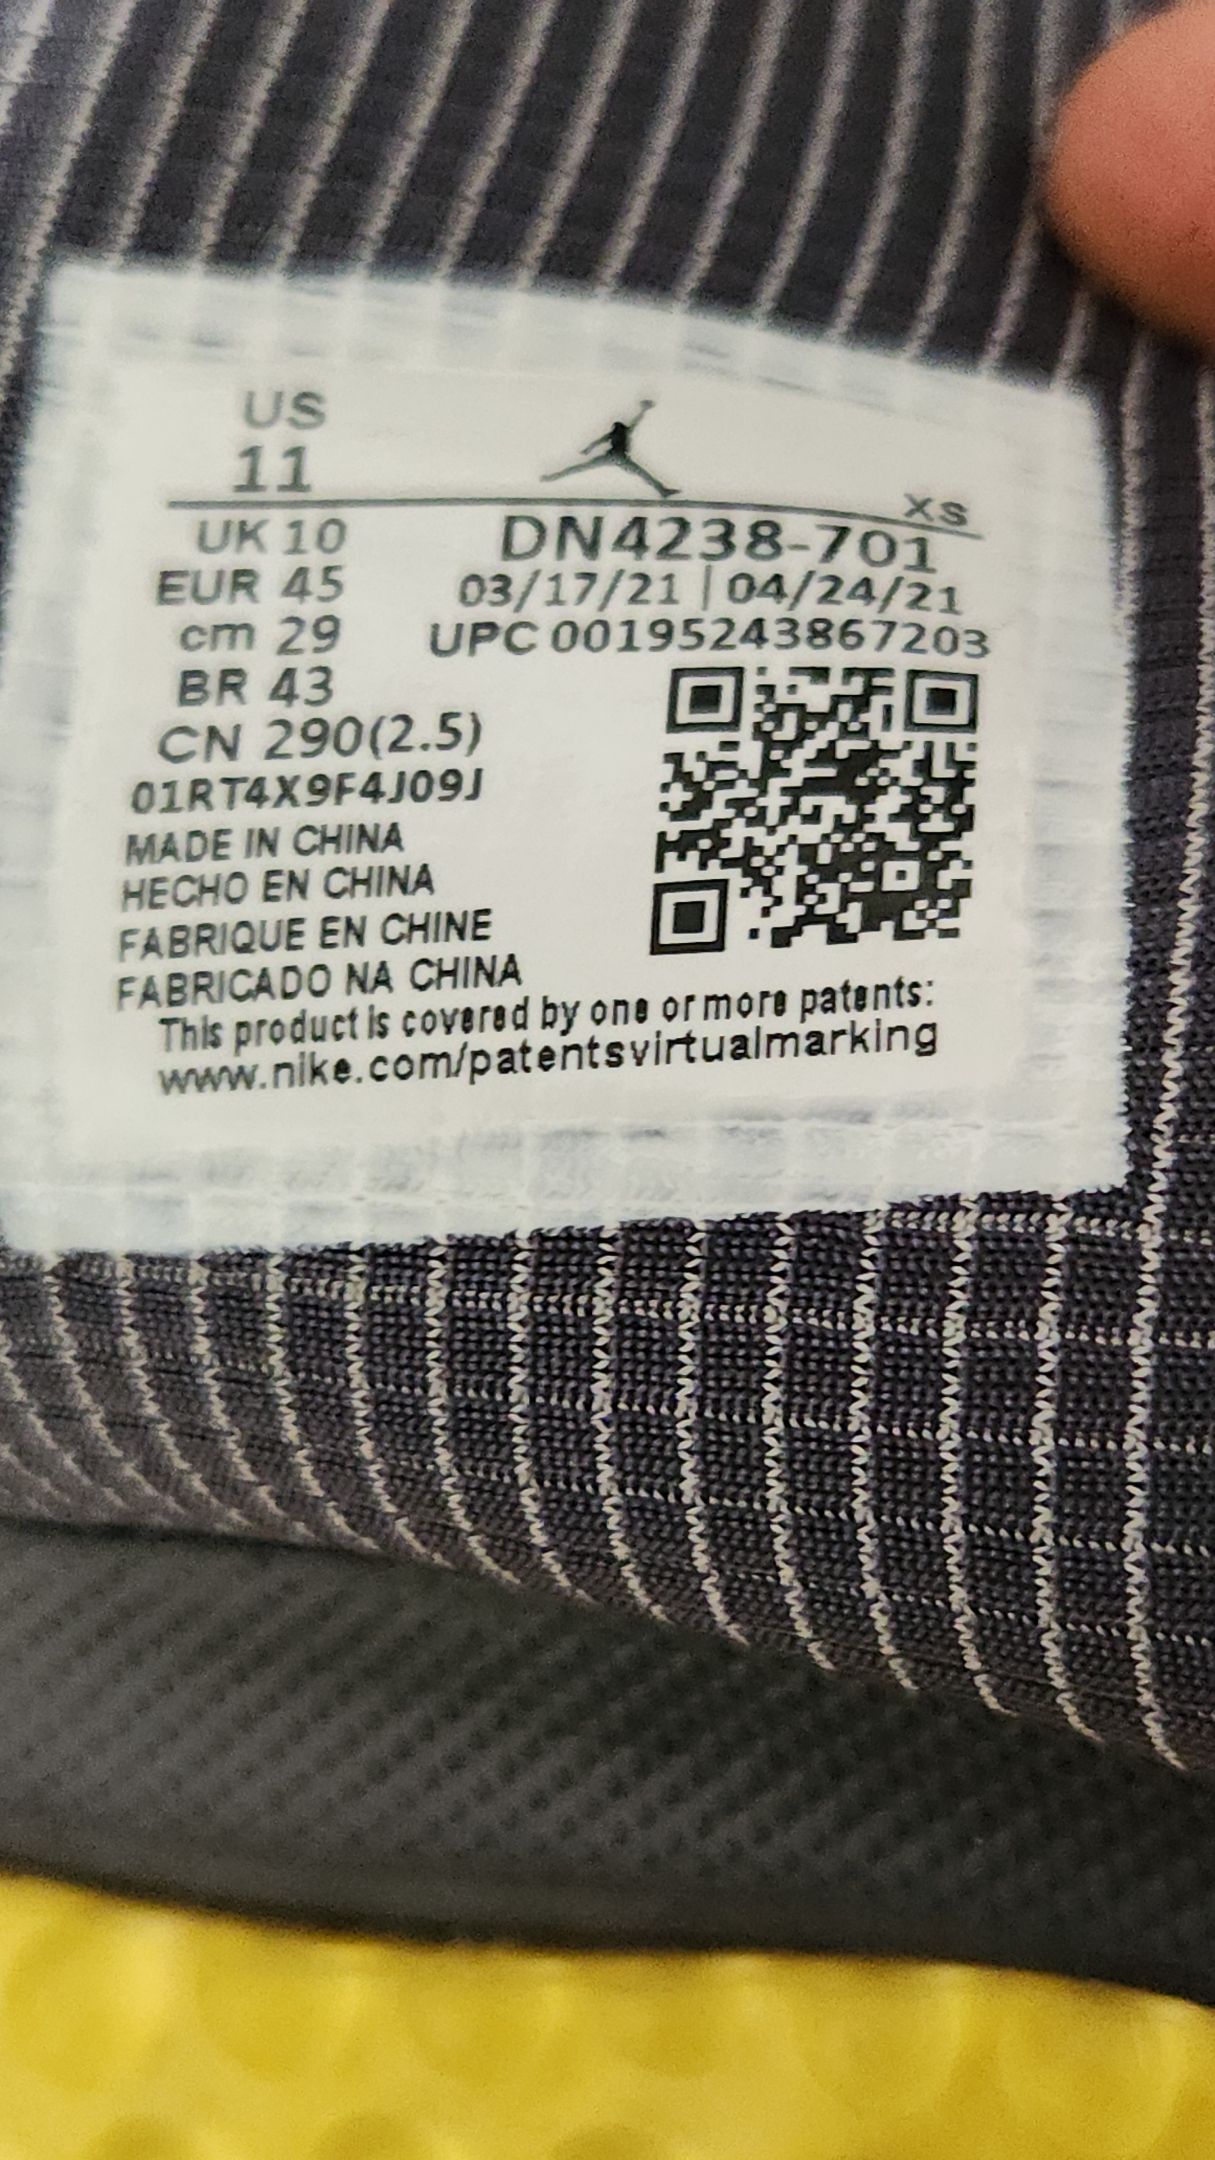 US
11
XS
UK 10
DN4238-701
EUR 45
03/17/21 | 04/24/21
cm 29
UPC 00195243867203
BR 43
CN 290(2.5)
01RT4X9F4J09J
MADE IN CHINA
HECHO EN CHINA
FABRIQUE EN CHINE
FABRICADO NA CHINA
This product is covered by one or more patents:
www.nike.com/patentsvirtualmarking